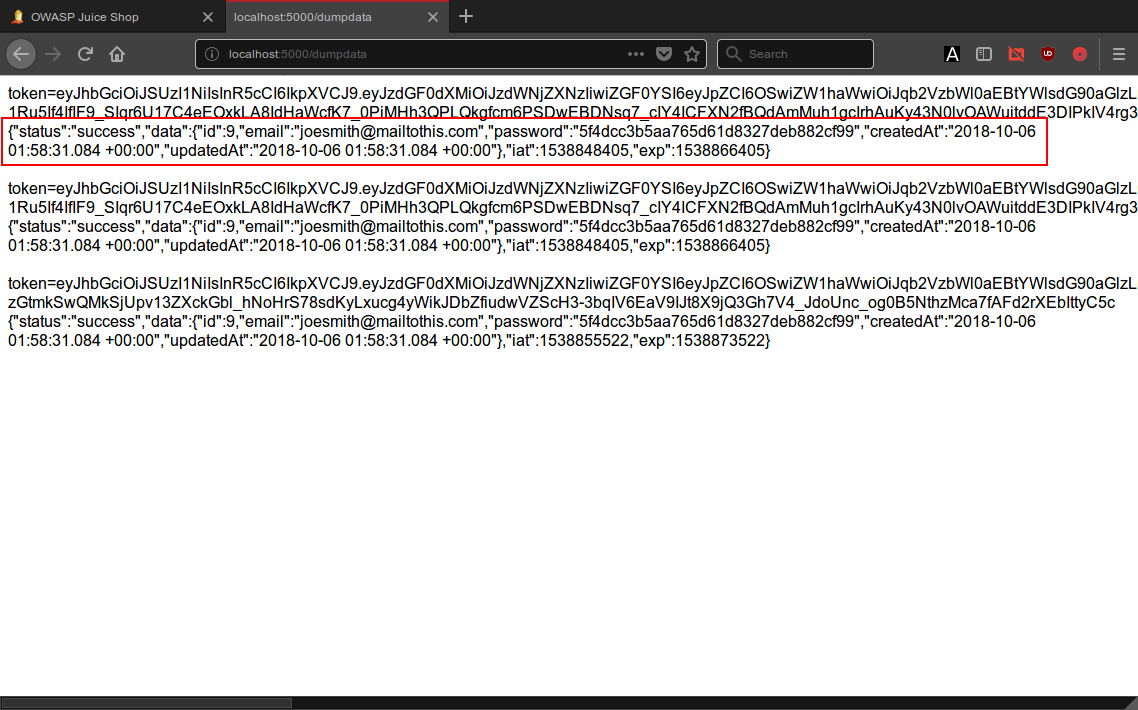 OWASP Juice Shop
localhost:5000/dumpdata
localhost:5000/dumpdata
Search
A
token=eyJhbGciOiJSUzI1NiIsInR5cCI6IkpXVCJ9.eyJzdGF0dXMiOiJzdWNjZXNzIiwiZGF0YSI6eyJpZCI6OSwiZW1haWwiOiJqb2VzbWl0aEBtYWlsdG90aGlzL
1Ru5If4IfIF9_SIqr6U17C4eEOxkLA8IdHaWcfK7_0PiMHh3QPLQkgfcm6PSDwEBDNsq7_cIY4ICFXN2fBQdAmMuh1gcIrhAuKy43N0IvOAWuitddE3DIPkIV4rg3
{"status":"success","data":{"id":9,"email":"joesmith@mailtothis.com","password":"5f4dcc3b5aa765d61d8327deb882cf99","createdAt":"2018-10-06
01:58:31.084 +00:00","updatedAt":"2018-10-06 01:58:31.084 +00:00"},"iat":1538848405,"exp":1538866405}
token=eyJhbGciOiJSUzI1NiIsInR5cCI6IkpXVCJ9.eyJzdGF0dXMiOiJzdWNjZXNzIiwiZGF0YSI6eyJpZCI6OSwiZW1haWwiOiJqb2VzbWl0aEBtYWlsdG90aGlzL
1Ru5If4IfIF9_SIqr6U17C4eEOxkLA8IdHaWcfK7_0PiMHh3QPLQkgfcm6PSDwEBDNsq7_cIY4ICFXN2fBQdAmMuh1gcIrhAuKy43N0IvOAWuitddE3DIPkIV4rg3
{"status":"success","data":{"id":9,"email":"joesmith@mailtothis.com","password":"5f4dcc3b5aa765d61d8327deb882cf99","createdAt":"2018-10-06
01:58:31.084 +00:00","updatedAt":"2018-10-06 01:58:31.084 +00:00"},"iat":1538848405,"exp":1538866405}
token=eyJhbGciOiJSUzI1NiIsInR5cCI6IkpXVCJ9.eyJzdGF0dXMiOiJzdWNjZXNzIiwiZGF0YSI6eyJpZCI6OSwiZW1haWwiOiJqb2VzbWl0aEBtYWlsdG90aGlzL
zGtmkSwQMkSjUpv13ZXckGbI_hNoHrS78sdKyLxucg4yWikJDbZfiudwVZScH3-3bqIV6EaV9IJt8X9jQ3Gh7V4_JdoUnc_og0B5NthzMca7fAFd2rXEbIttyC5c
{"status":"success","data":{"id":9,"email":"joesmith@mailtothis.com","password":"5f4dcc3b5aa765d61d8327deb882cf99","createdAt":"2018-10-06
01:58:31.084 +00:00","updatedAt":"2018-10-06 01:58:31.084 +00:00"},"iat":1538855522,"exp":1538873522}